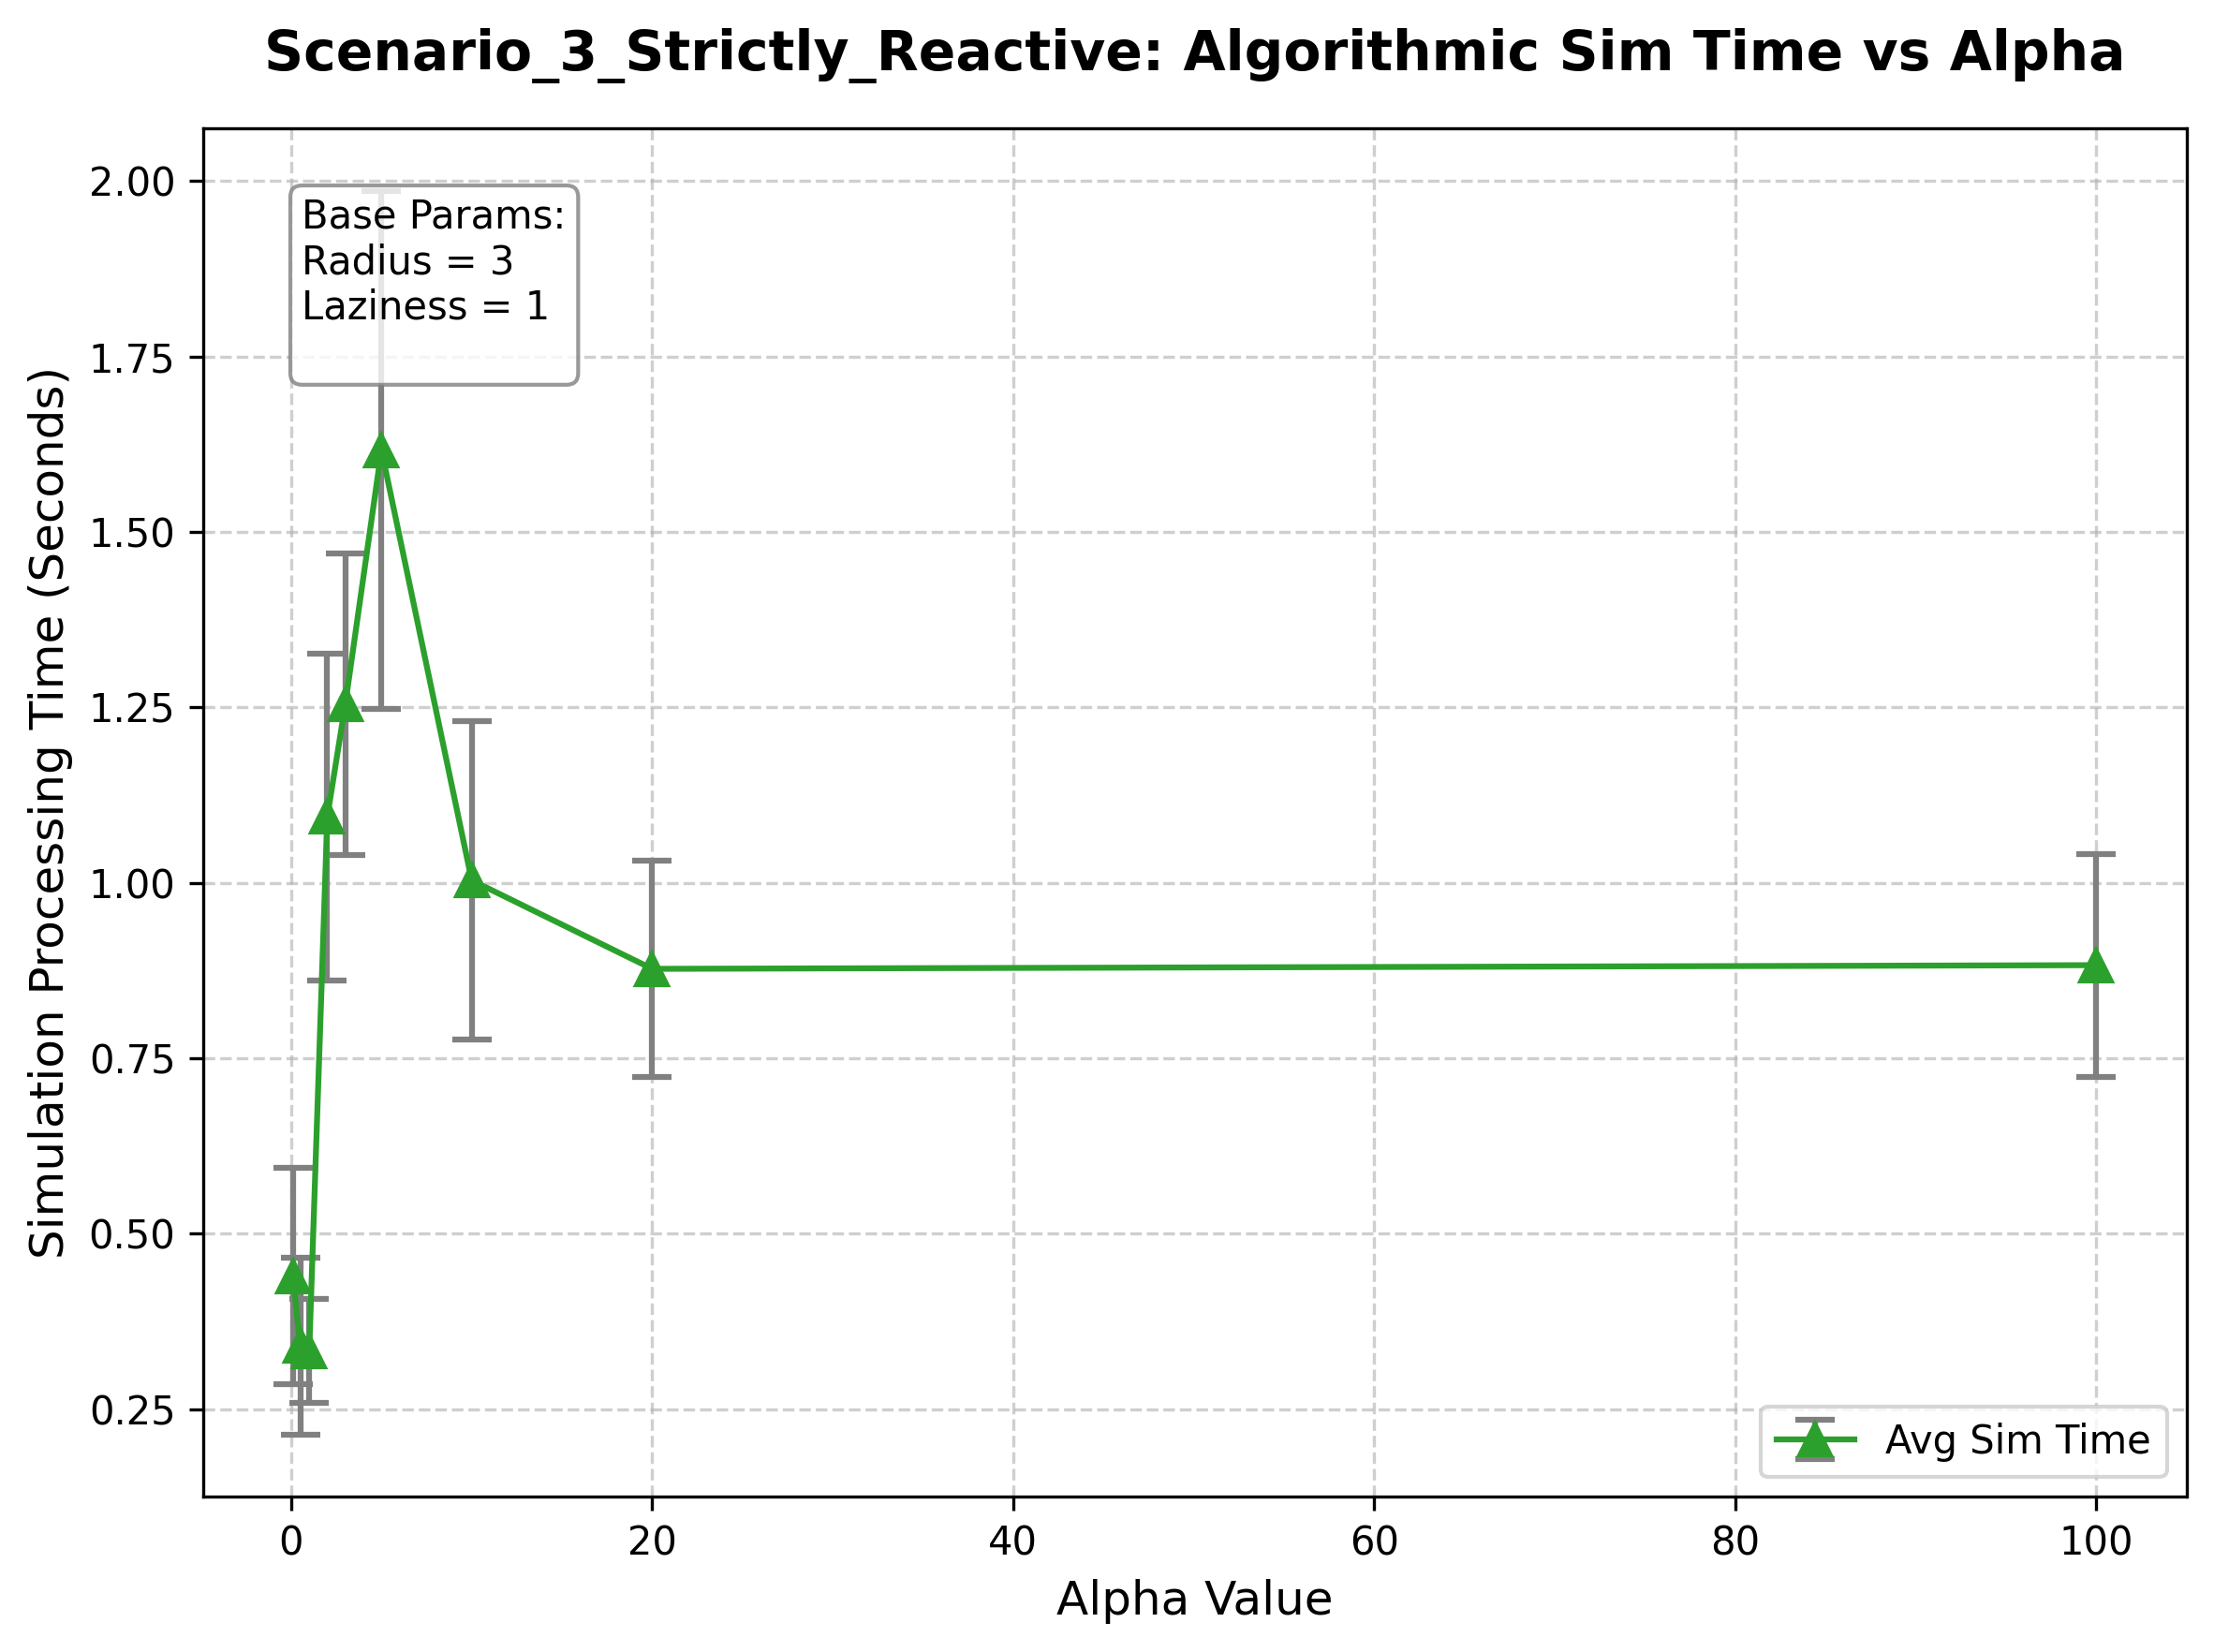 Scenario_3_Strictly_Reactive: Algorithmic Sim Time vs Alpha
Simulation Processing Time (Seconds)
2.00
1.75
1.50
1.25
1.00
0.75
0.50
0.25
Base Params:
Radius = 3
Laziness = 1
Avg Sim Time
0 20 40 60 80 100
Alpha Value